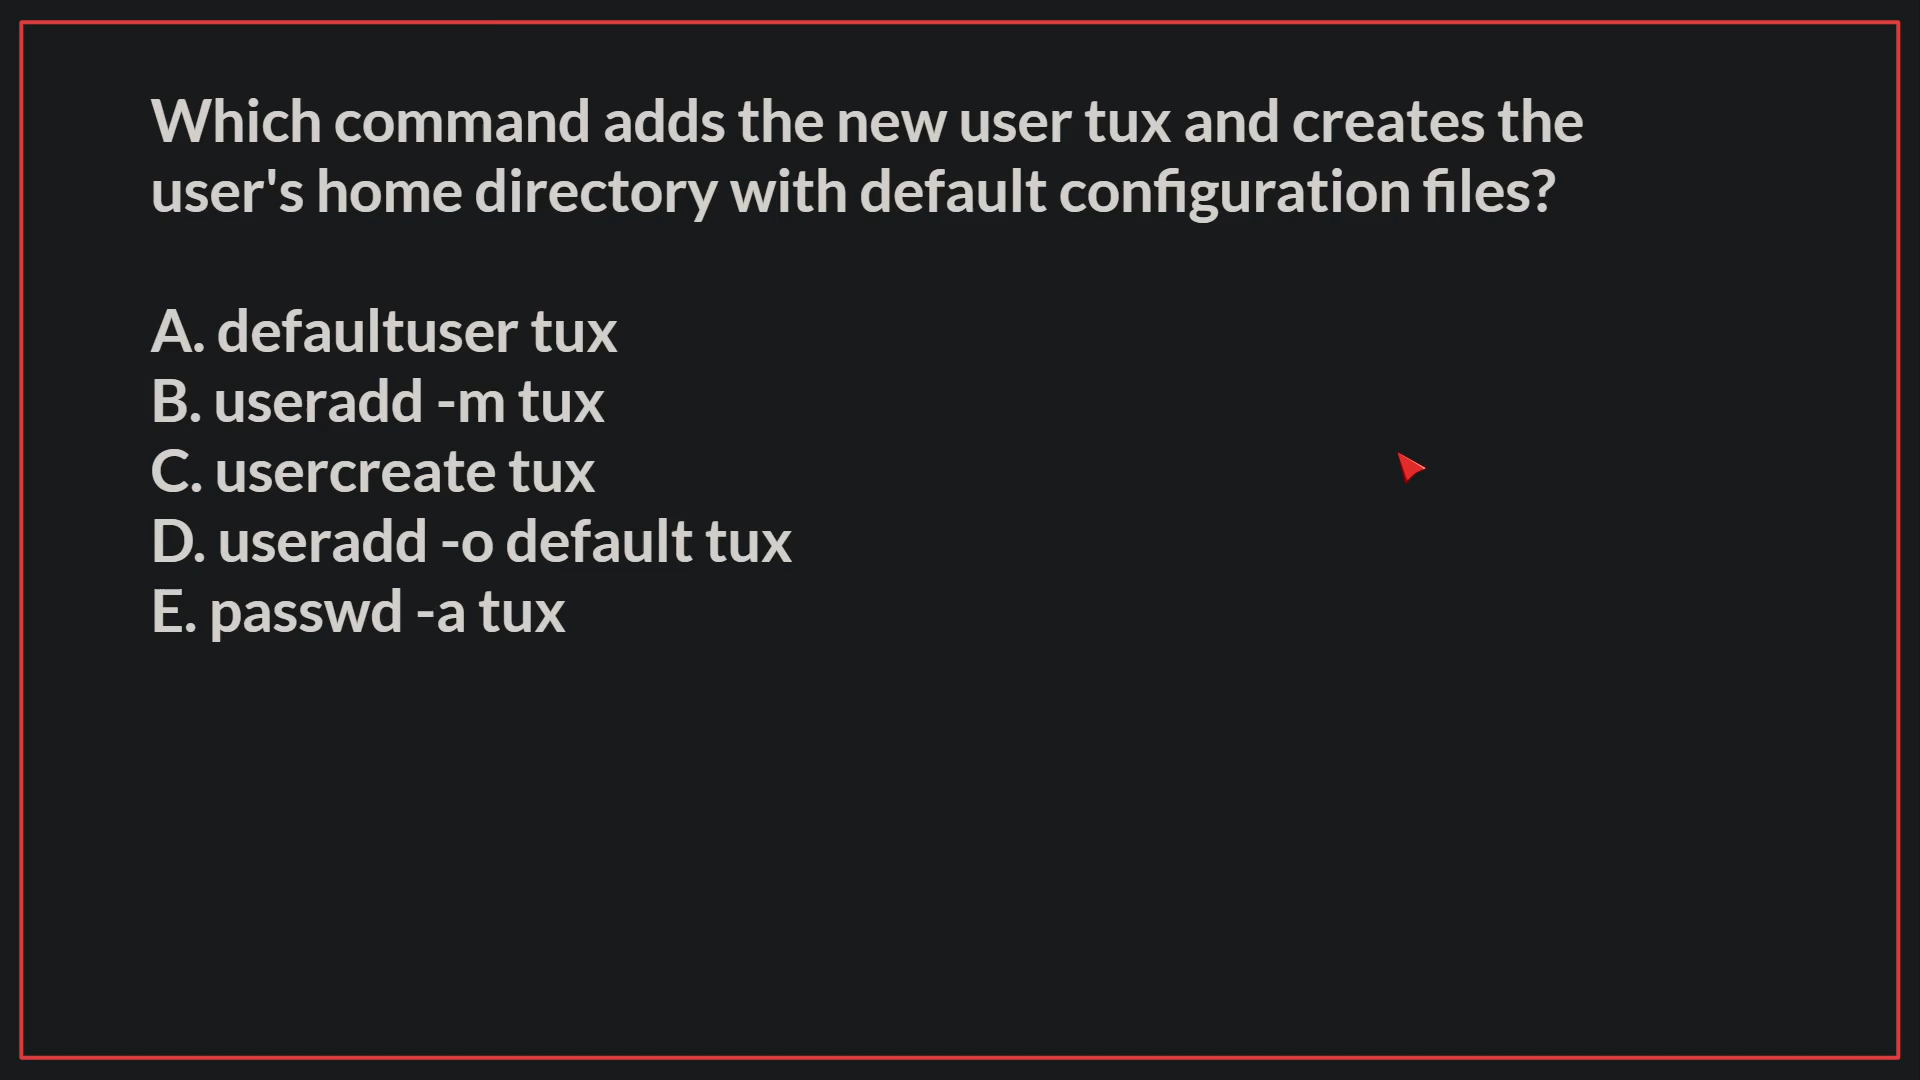 Which command adds the new user tux and creates the
user's home directory with default configuration files?
A. defaultuser tux
B. useradd -m tux
C. usercreate tux
D. useradd -o default tux
E. passwd -a tux